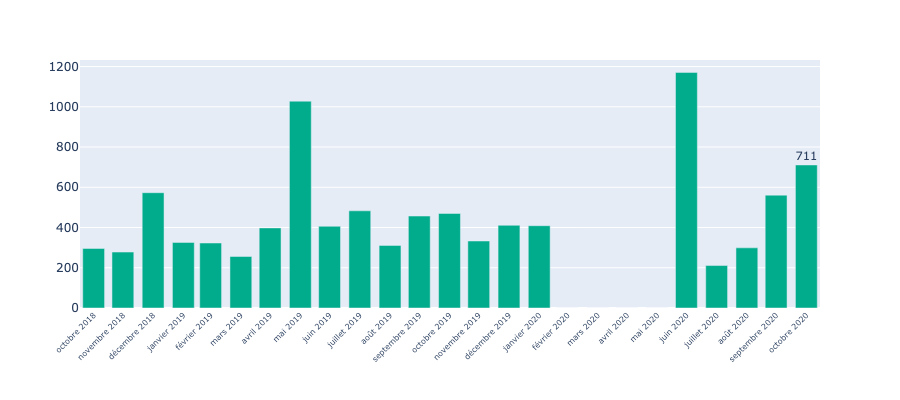 1200
1000
800
600
400
200
0
711
octobre 2018
novembre 2018
décembre 2018
janvier 2019
février 2019
mars 2019
avril 2019
mai 2019
juin 2019
juillet 2019
août 2019
septembre 2019
octobre 2019
novembre 2019
décembre 2019
janvier 2020
février 2020
mars 2020
avril 2020
mai 2020
juin 2020
juillet 2020
août 2020
septembre 2020
octobre 2020